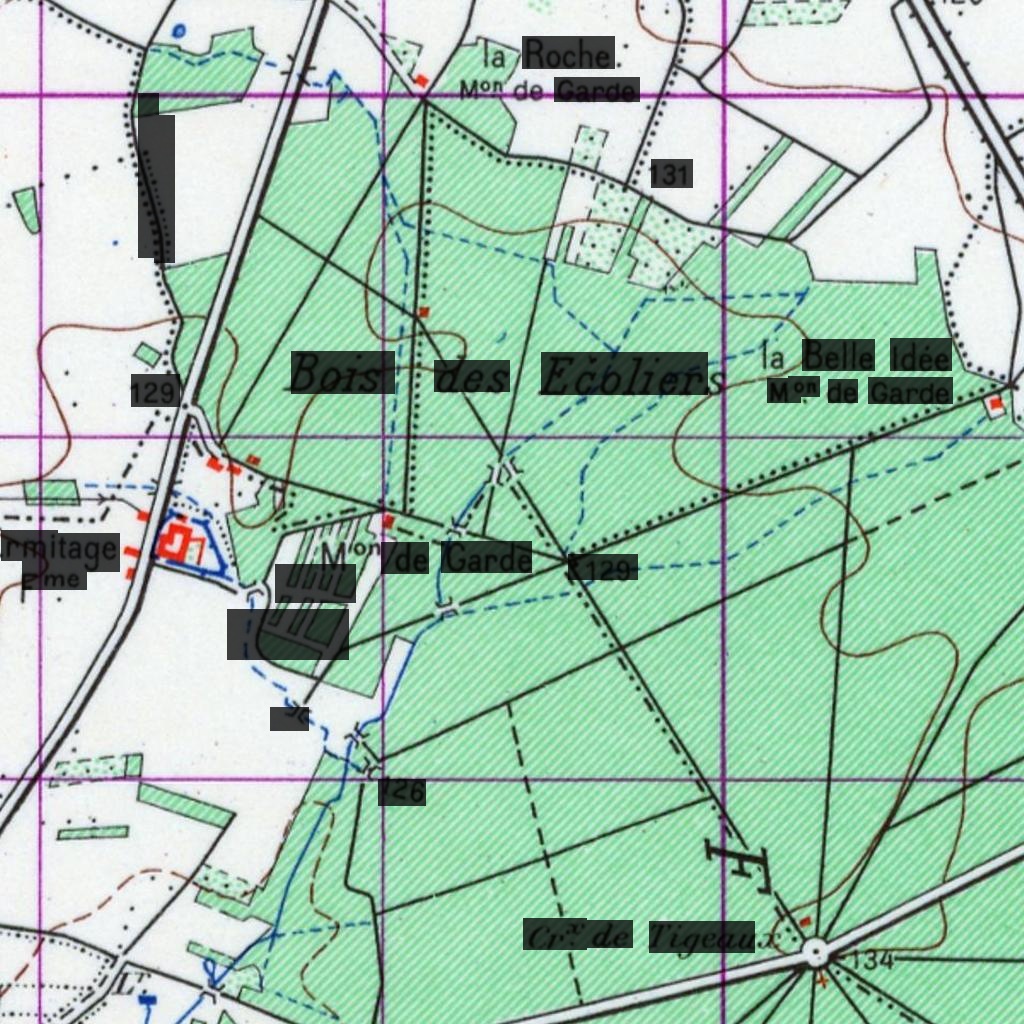 la Roche
Mon de Garde
131
Bois des Ecoliers
la Belle Idée
Mon de Garde
129
rmitage
Fme
Mon de Garde
129
126
F
Crx de Tigeaux
134